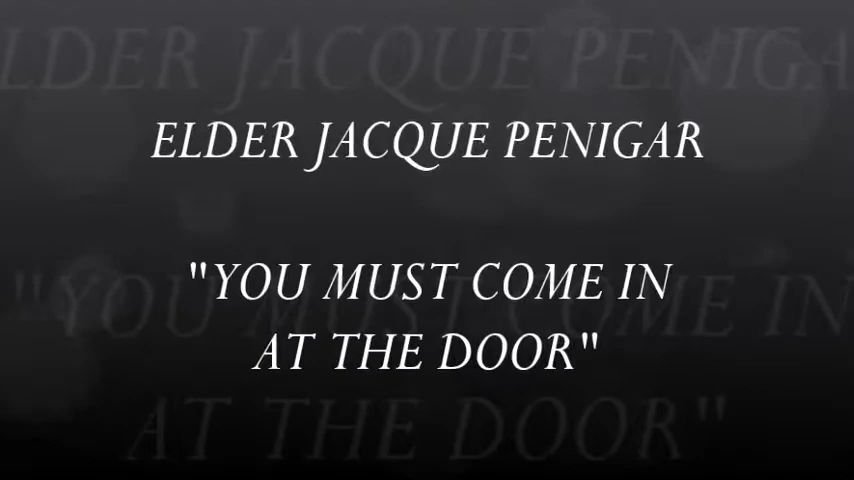 ELDER JACQUE PENIGAR
"YOU MUST COME IN
AT THE DOOR"